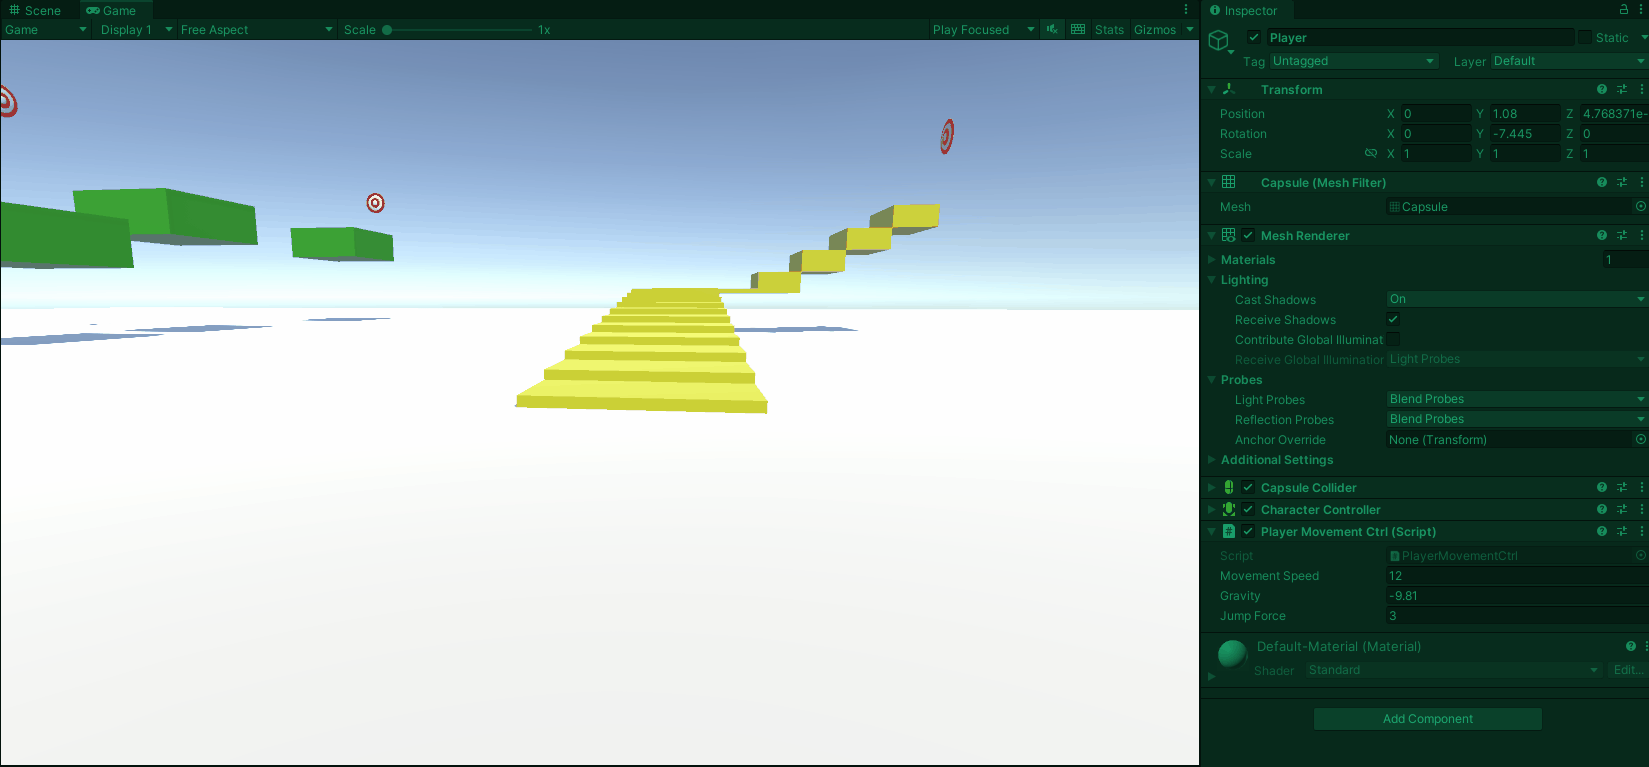 Scene Game
Game Display 1 Free Aspect Scale 1x Play Focused Stats Gizmos
Inspector
Player Static
Tag Untagged Layer Default
Transform
Position X 0 Y 1.08 Z 4.768371e-
Rotation X 0 Y -7.445 Z 0
Scale X 1 Y 1 Z 1
Capsule (Mesh Filter)
Mesh Capsule
Mesh Renderer
Materials 1
Lighting
Cast Shadows On
Receive Shadows
Contribute Global Illuminat
Receive Global Illumination Light Probes
Probes
Light Probes Blend Probes
Reflection Probes Blend Probes
Anchor Override None (Transform)
Additional Settings
Capsule Collider
Character Controller
# Player Movement Ctrl (Script)
Script PlayerMovementCtrl
Movement Speed 12
Gravity -9.81
Jump Force 3
Default-Material (Material)
Shader Standard Edit...
Add Component